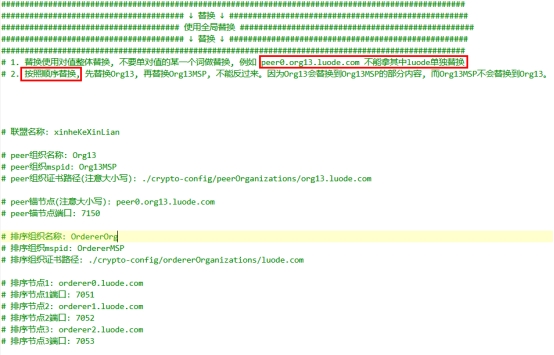 ####################################################################################
################################# ↓ 替换 ↓ ###########################################
################################ 使用全局替换 #########################################
################################# ↓ 替换 ↓ ###########################################
####################################################################################
# 1. 替换使用对值整体替换, 不要单对值的某一个词做替换, 例如 peer0.org13.luode.com 不能拿其中luode单独替换
# 2. 按照顺序替换, 先替换Org13, 再替换Org13MSP, 不能反过来。因为Org13会替换到Org13MSP的部分内容, 而Org13MSP不会替换到Org13。
# 联盟名称: xinheKeXinLian
# peer组织名称: Org13
# peer组织mspid: Org13MSP
# peer组织证书路径(注意大小写): ./crypto-config/peerOrganizations/org13.luode.com
# peer锚节点(注意大小写): peer0.org13.luode.com
# peer锚节点端口: 7150
# 排序组织名称: OrdererOrg
# 排序组织mspid: OrdererMSP
# 排序组织证书路径: ./crypto-config/ordererOrganizations/luode.com
# 排序节点1: orderer0.luode.com
# 排序节点1端口: 7051
# 排序节点2: orderer1.luode.com
# 排序节点2端口: 7052
# 排序节点3: orderer2.luode.com
# 排序节点3端口: 7053